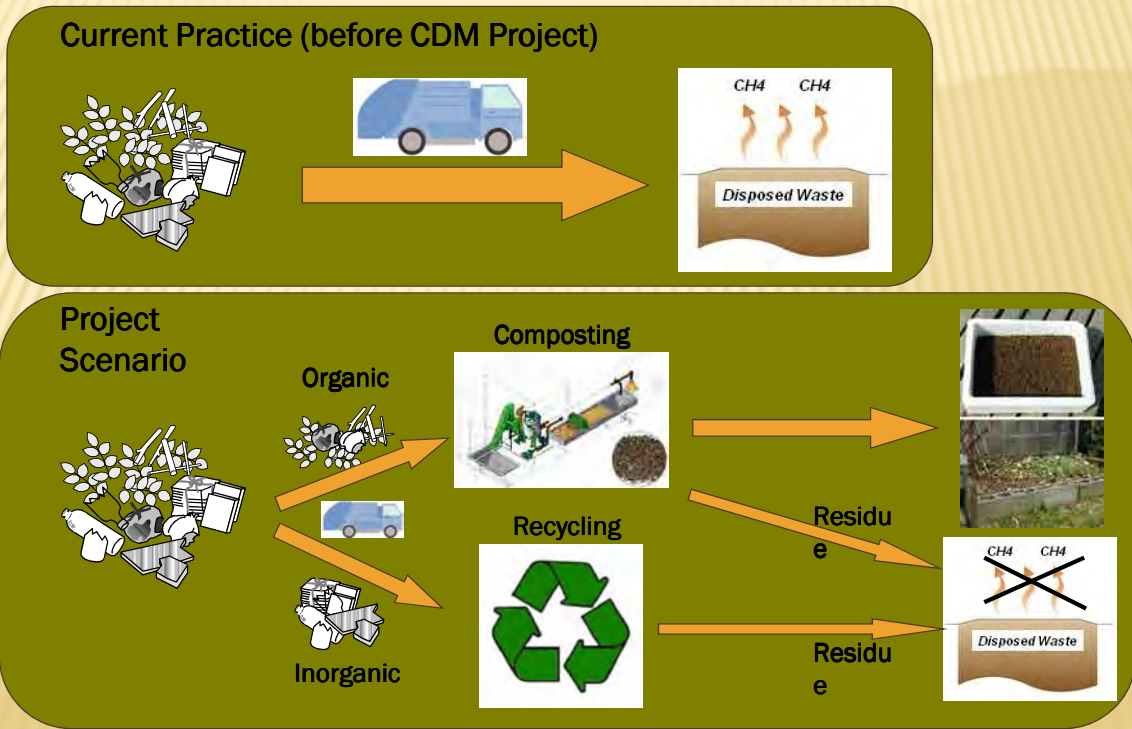 Current Practice (before CDM Project)
CH4 CH4
Disposed Waste
Project
Scenario
Organic
Composting
Inorganic
Recycling
Residu
e
Residu
e
CH4 CH4
Disposed Waste